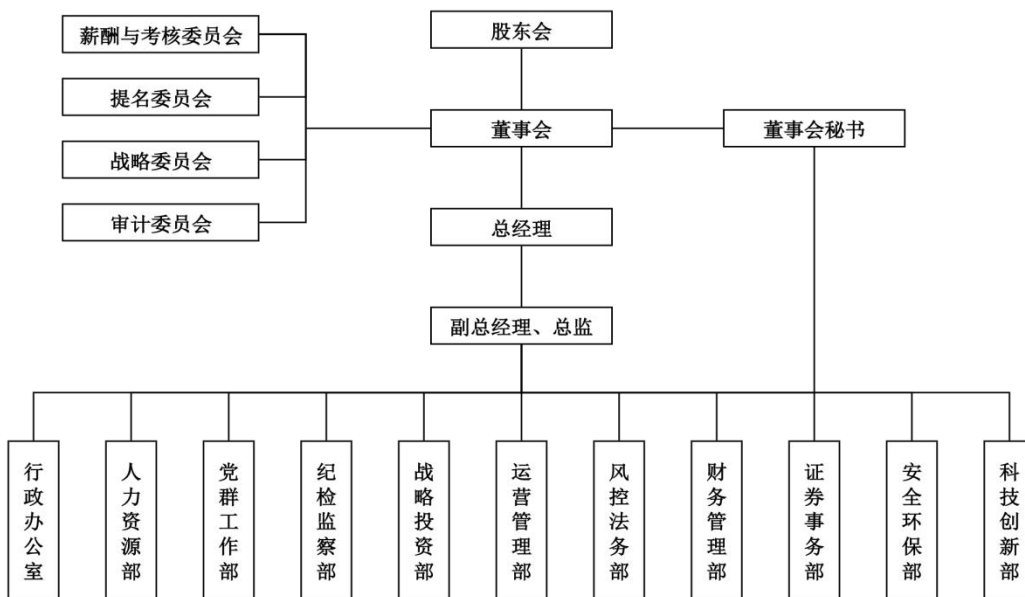 薪酬与考核委员会
股东会
提名委员会
董事会
董事会秘书
战略委员会
审计委员会
总经理
副总经理、总监
行政办公室
人力资源部
党群工作部
纪检监察部
战略投资部
运营管理部
风控法务部
财务管理部
证券事务部
安全环保部
科技创新部